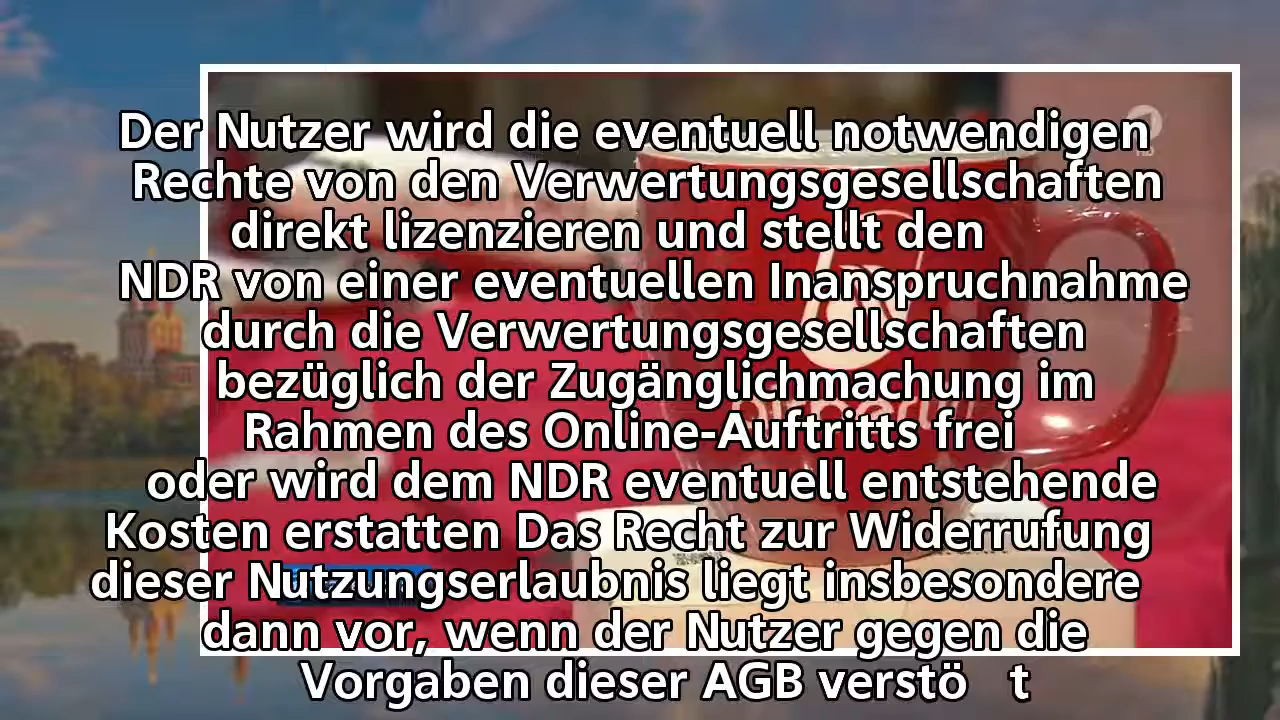 Der Nutzer wird die eventuell notwendigen
Rechte von den Verwertungsgesellschaften
direkt lizenzieren und stellt den
NDR von einer eventuellen Inanspruchnahme
durch die Verwertungsgesellschaften
bezüglich der Zugänglichmachung im
Rahmen des Online-Auftritts frei
oder wird dem NDR eventuell entstehende
Kosten erstatten Das Recht zur Widerrufung
dieser Nutzungserlaubnis liegt insbesondere
dann vor, wenn der Nutzer gegen die
Vorgaben dieser AGB verstö t